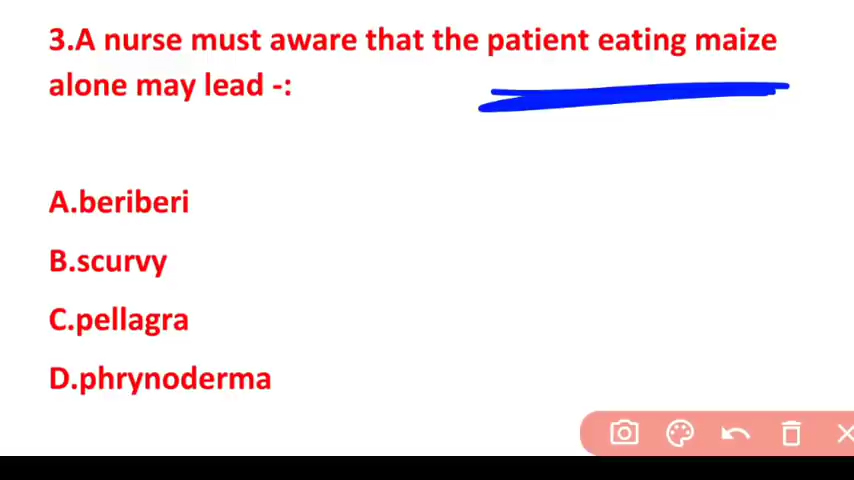 3.A nurse must aware that the patient eating maize
alone may lead -:
A.beriberi
B.scurvy
C.pellagra
D.phrynoderma